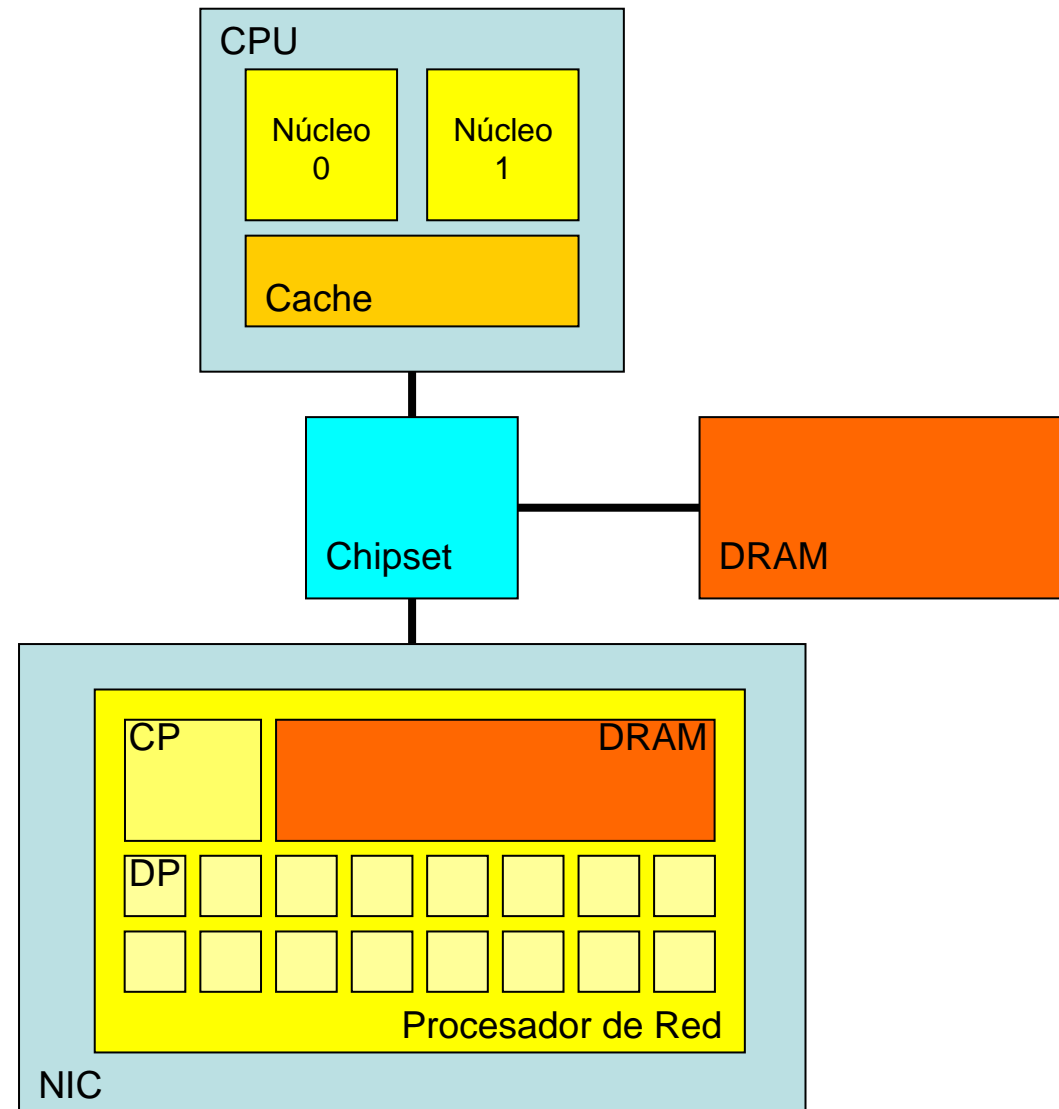 CPU
Núcleo
0
Núcleo
1
Cache
Chipset
DRAM
CP
DRAM
DP
Procesador de Red
NIC